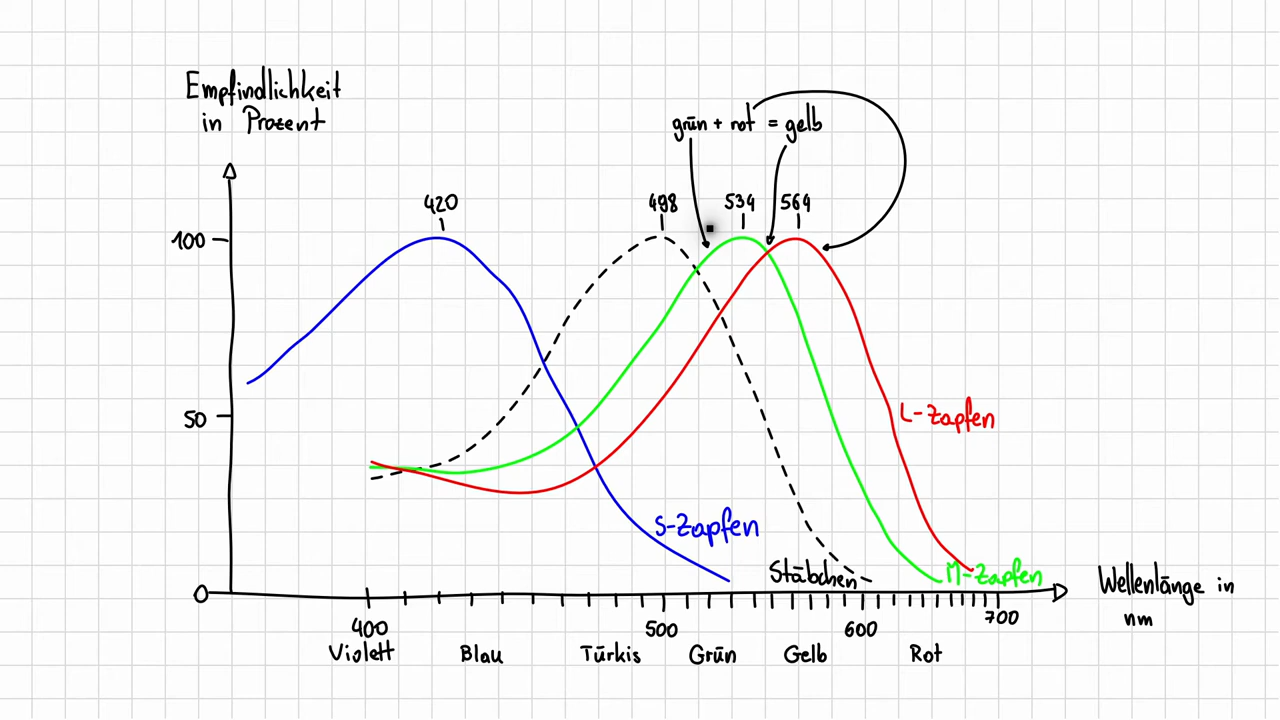 Empfindlichkeit
in Prozent
grün + rot = gelb
420
498
534
564
100
50
0
L-Zapfen
S-Zapfen
Stäbchen
M-Zapfen
Wellenlänge in
nm
400
500
600
700
Violett
Blau
Türkis
Grün
Gelb
Rot